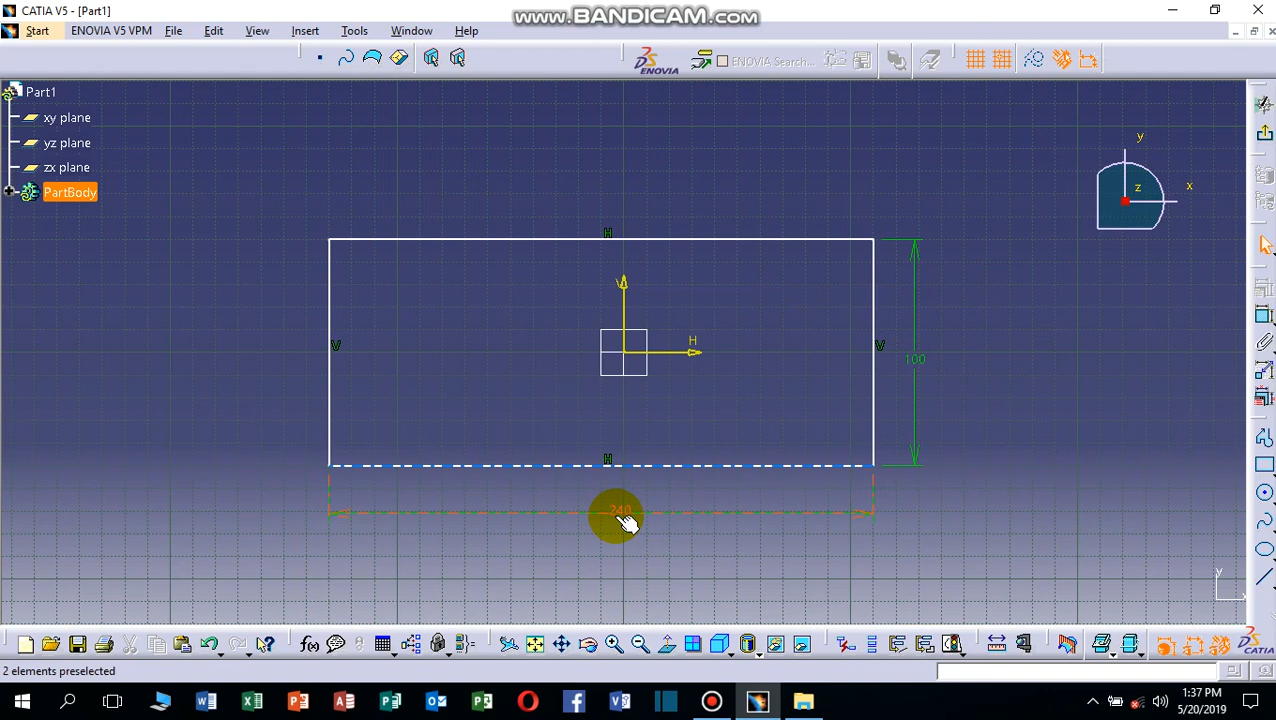 CATIA V5 - [Part1]
www.BANDICAM.com
Start ENOVIA V5 VPM File Edit View Insert Tools Window Help
ENOVIA
ENOVIA Search...
Part1
xy plane
yz plane
zx plane
PartBody
y
z
x
H
V
V
H
V
100
H
240
y
x
f(x)
CATIA
2 elements preselected
1:37 PM
5/20/2019